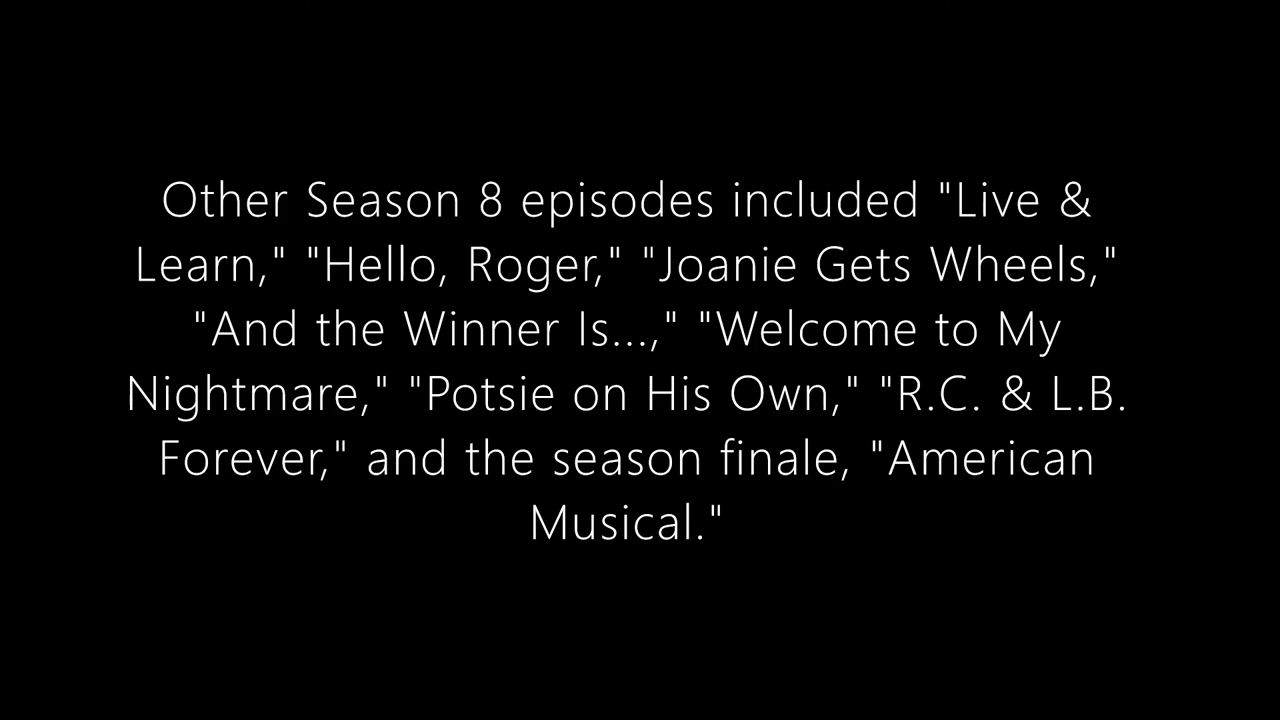 Other Season 8 episodes included "Live &
Learn," "Hello, Roger," "Joanie Gets Wheels,"
"And the Winner Is...," "Welcome to My
Nightmare," "Potsie on His Own," "R.C. & L.B.
Forever," and the season finale, "American
Musical."